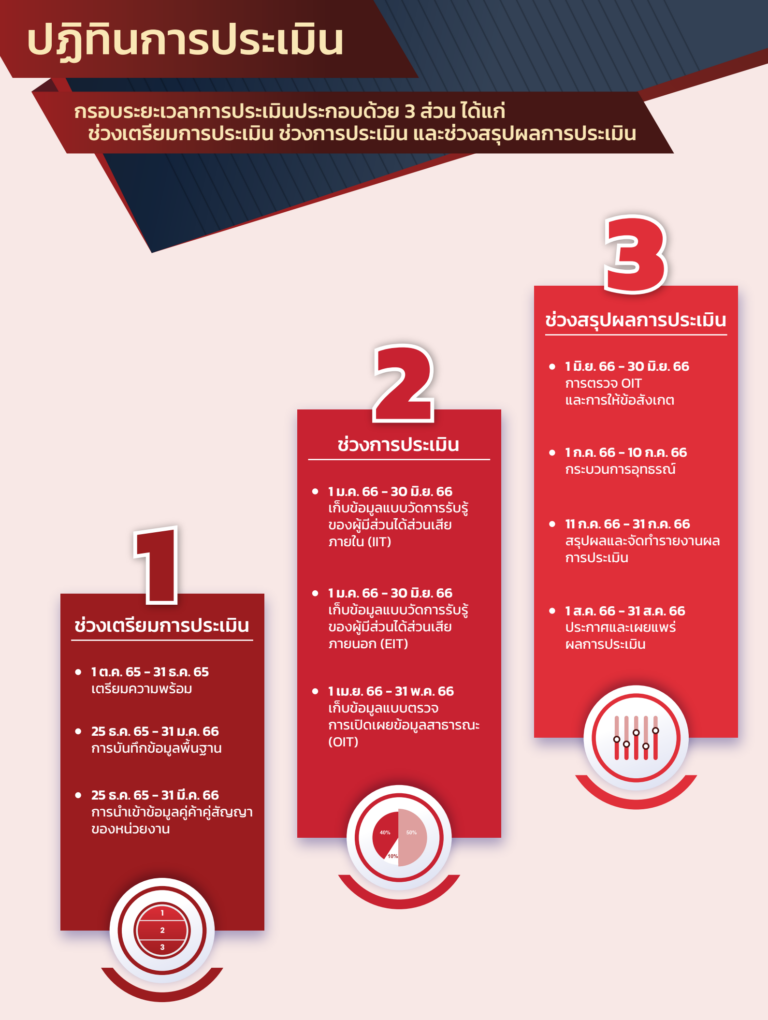 ปฏิทินการประเมิน
กรอบระยะเวลาการประเมินประกอบด้วย 3 ส่วน ได้แก่
ช่วงเตรียมการประเมิน ช่วงการประเมิน และช่วงสรุปผลการประเมิน
1
ช่วงเตรียมการประเมิน
• 1 ต.ค. 65 - 31 ธ.ค. 65
เตรียมความพร้อม
• 25 ธ.ค. 65 - 31 ม.ค. 66
การบันทึกข้อมูลพื้นฐาน
• 25 ธ.ค. 65 - 31 มี.ค. 66
การนำเข้าข้อมูลคู่ค้าคู่สัญญา
ของหน่วยงาน
1
2
3
2
ช่วงการประเมิน
• 1 ม.ค. 66 - 30 มิ.ย. 66
เก็บข้อมูลแบบวัดการรับรู้
ของผู้มีส่วนได้ส่วนเสีย
ภายใน (IIT)
• 1 ม.ค. 66 - 30 มิ.ย. 66
เก็บข้อมูลแบบวัดการรับรู้
ของผู้มีส่วนได้ส่วนเสีย
ภายนอก (EIT)
• 1 เม.ย. 66 - 31 พ.ค. 66
เก็บข้อมูลแบบตรวจ
การเปิดเผยข้อมูลสาธารณะ
(OIT)
40% 50%
10%
3
ช่วงสรุปผลการประเมิน
• 1 มิ.ย. 66 - 30 มิ.ย. 66
การตรวจ OIT
และการให้ข้อสังเกต
• 1 ก.ค. 66 - 10 ก.ค. 66
กระบวนการอุทธรณ์
• 11 ก.ค. 66 - 31 ก.ค. 66
สรุปผลและจัดทำรายงานผล
การประเมิน
• 1 ส.ค. 66 - 31 ส.ค. 66
ประกาศและเผยแพร่
ผลการประเมิน